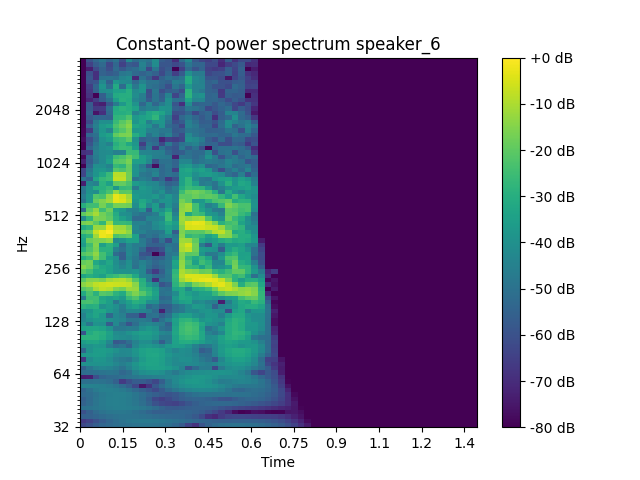 Constant-Q power spectrum speaker_6
+0 dB
2048
-10 dB
1024
-20 dB
512
-30 dB
Hz
-40 dB
256
-50 dB
128
-60 dB
64
-70 dB
32
-80 dB
0 0.15 0.3 0.45 0.6 0.75 0.9 1.1 1.2 1.4
Time